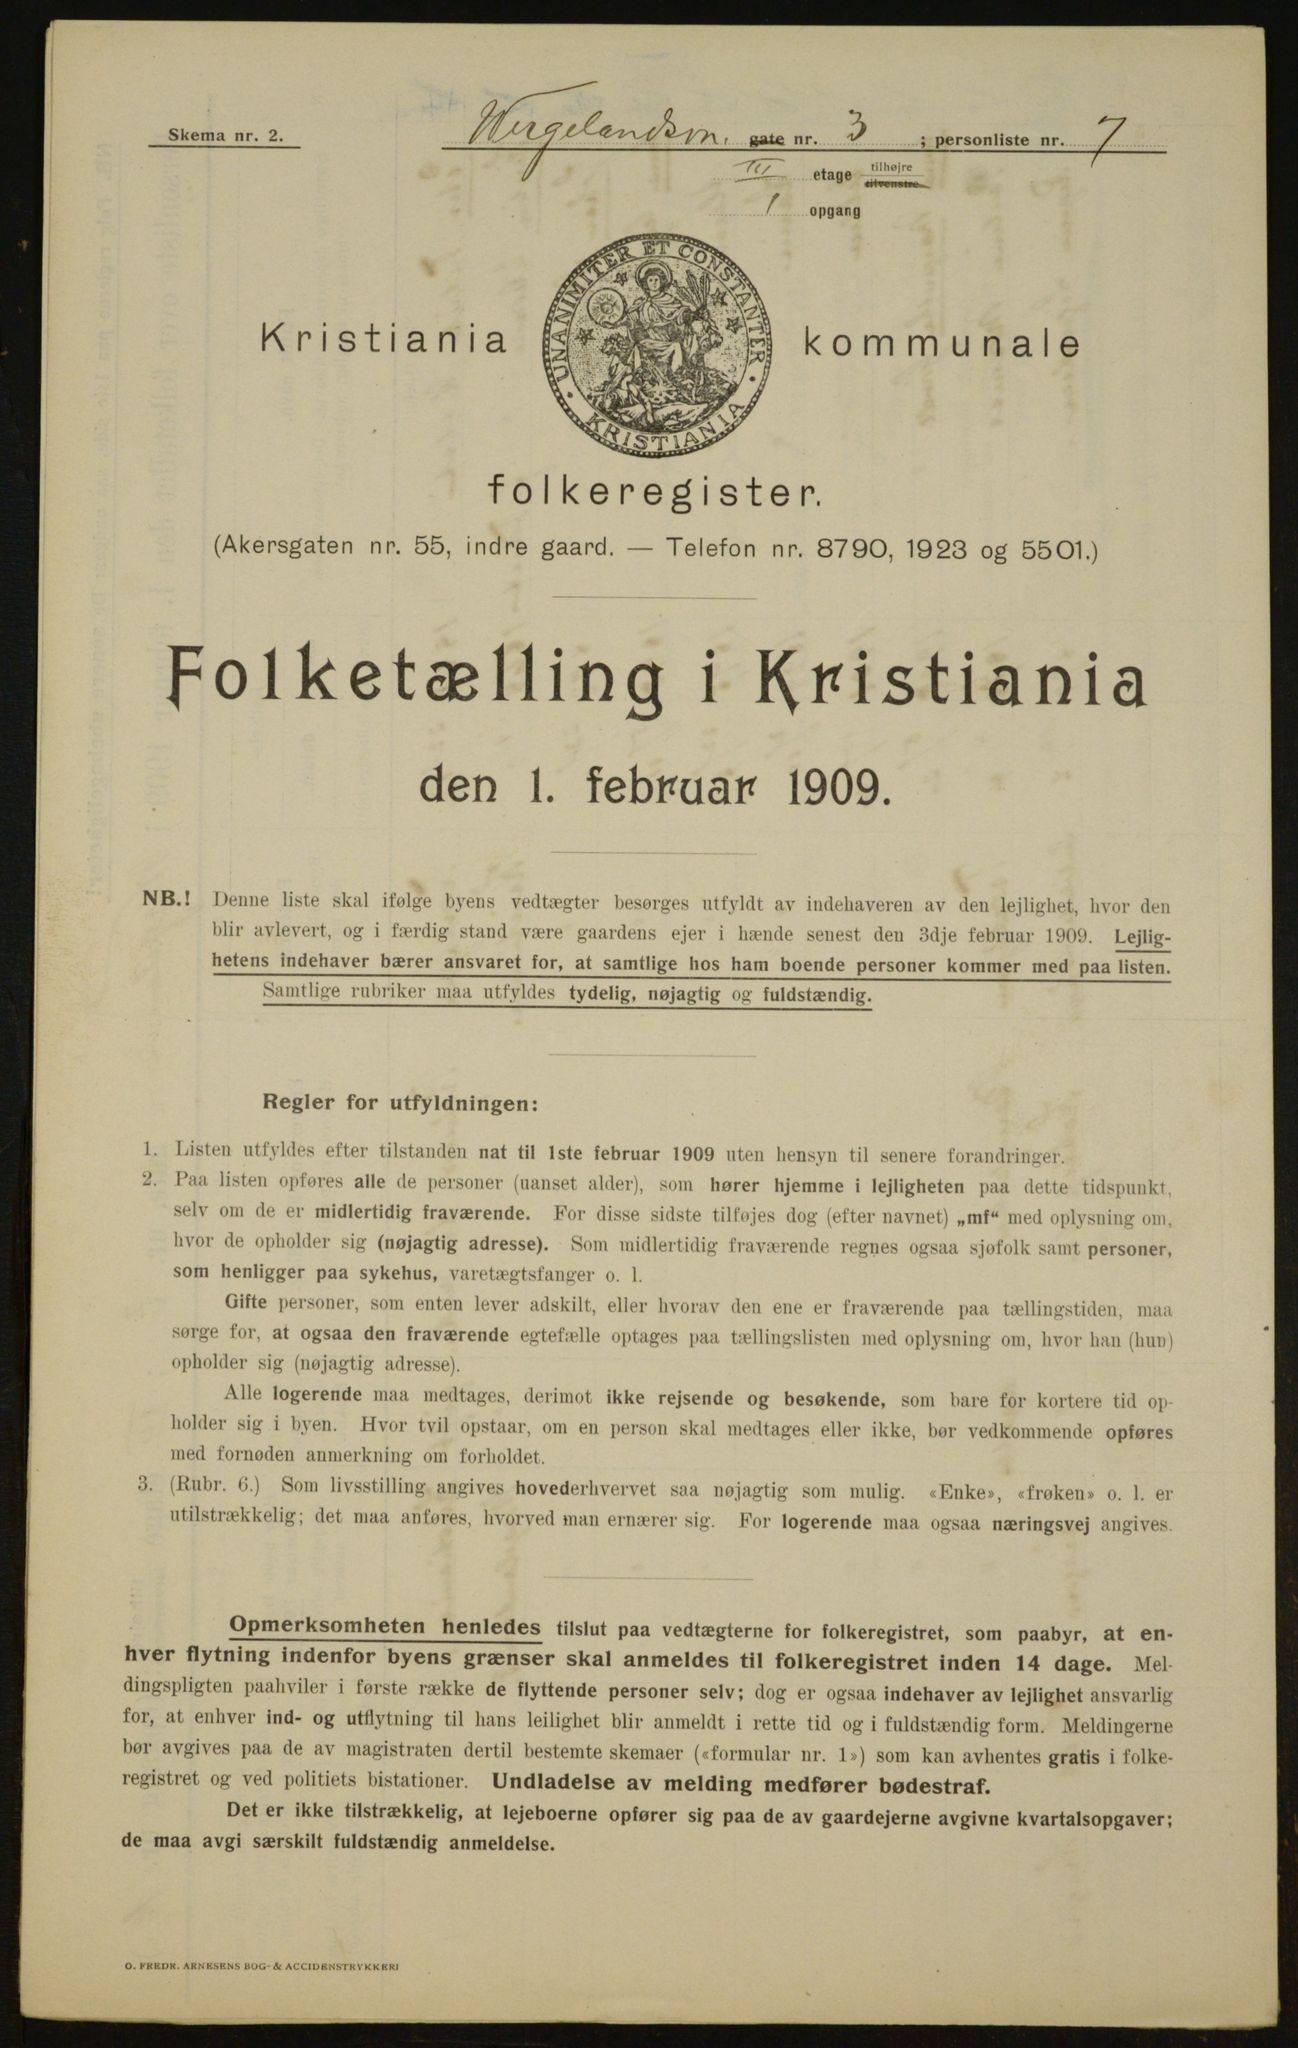 Skema nr. 2.
Wergelandsvn. gate nr. 3 ; personliste nr. 7
III etage tilhøjre
tilvenstre.
1 opgang
UNANIMITER ET CONSTANTER
KRISTIANIA
Kristiania kommunale
folkeregister.
(Akersgaten nr. 55, indre gaard. — Telefon nr. 8790, 1923 og 5501.)
Folketælling i Kristiania
den 1. februar 1909.
NB.! Denne liste skal ifølge byens vedtægter besørges utfyldt av indehaveren av den lejlighet, hvor den
blir avlevert, og i færdig stand være gaardens ejer i hænde senest den 3dje februar 1909. Lejlig-
hetens indehaver bærer ansvaret for, at samtlige hos ham boende personer kommer med paa listen.
Samtlige rubriker maa utfyldes tydelig, nøjagtig og fuldstændig.
Regler for utfyldningen:
1. Listen utfyldes efter tilstanden nat til 1ste februar 1909 uten hensyn til senere forandringer.
2. Paa listen opføres alle de personer (uanset alder), som hører hjemme i lejligheten paa dette tidspunkt,
selv om de er midlertidig fraværende. For disse sidste tilføjes dog (efter navnet) „mf“ med oplysning om,
hvor de opholder sig (nøjagtig adresse). Som midlertidig fraværende regnes ogsaa sjøfolk samt personer,
som henligger paa sykehus, varetægtsfanger o. l.
Gifte personer, som enten lever adskilt, eller hvorav den ene er fraværende paa tællingstiden, maa
sørge for, at ogsaa den fraværende egtefælle optages paa tællingslisten med oplysning om, hvor han (hun)
opholder sig (nøjagtig adresse).
Alle logerende maa medtages, derimot ikke rejsende og besøkende, som bare for kortere tid op-
holder sig i byen. Hvor tvil opstaar, om en person skal medtages eller ikke, bør vedkommende opføres
med fornøden anmerkning om forholdet.
3. (Rubr. 6.) Som livsstilling angives hovederhvervet saa nøjagtig som mulig. «Enke», «frøken» o. l. er
utilstrækkelig; det maa anføres, hvorved man ernærer sig. For logerende maa ogsaa næringsvej angives.
Opmerksomheten henledes tilslut paa vedtægterne for folkeregistret, som paabyr, at en-
hver flytning indenfor byens grænser skal anmeldes til folkeregistret inden 14 dage. Mel-
dingspligten paahviler i første række de flyttende personer selv; dog er ogsaa indehaver av lejlighet ansvarlig
for, at enhver ind- og utflytning til hans leilighet blir anmeldt i rette tid og i fuldstændig form. Meldingerne
bør avgives paa de av magistraten dertil bestemte skemaer («formular nr. 1») som kan avhentes gratis i folke-
registret og ved politiets bistationer. Undladelse av melding medfører bødestraf.
Det er ikke tilstrækkelig, at lejeboerne opfører sig paa de av gaardejerne avgivne kvartalsopgaver;
de maa avgi særskilt fuldstændig anmeldelse.
O. FREDR. ARNESENS BOG- & ACCIDENSTRYKKERI